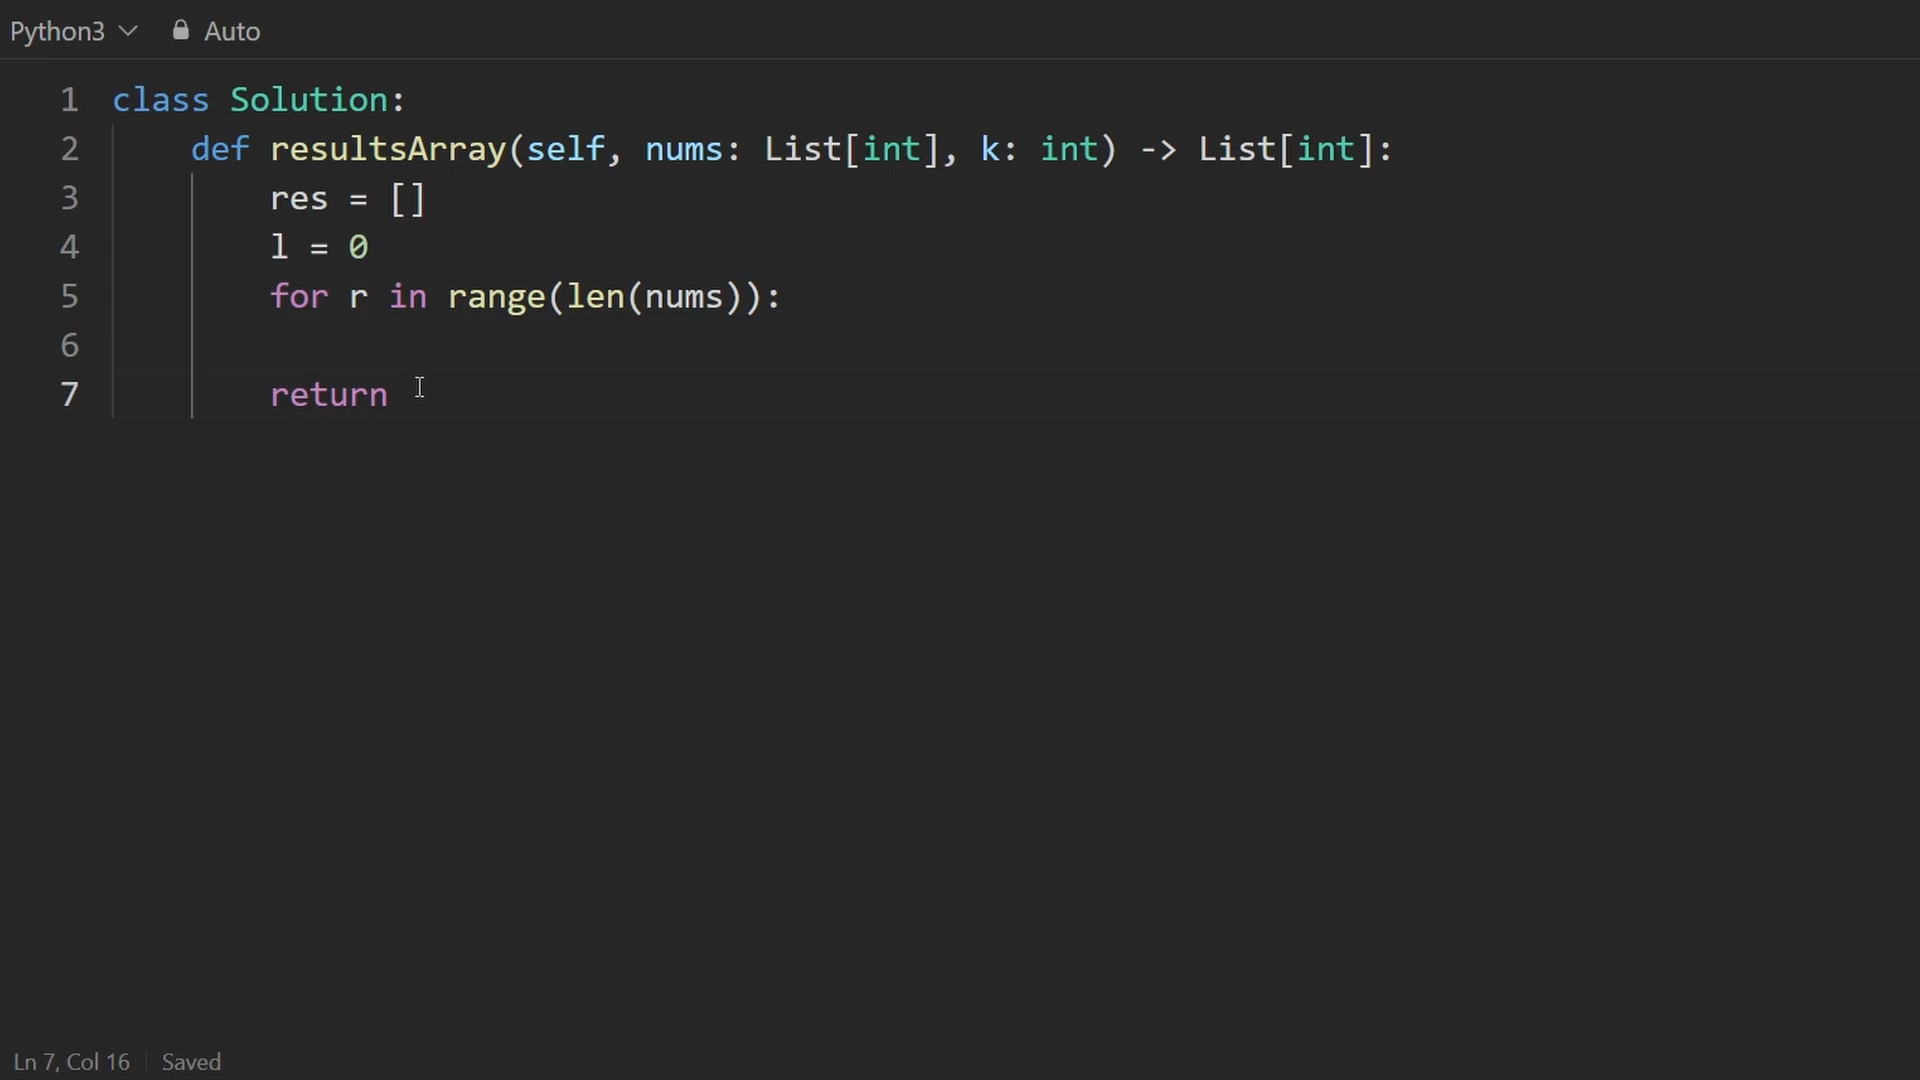 Python3 Auto
1 class Solution:
2 def resultsArray(self, nums: List[int], k: int) -> List[int]:
3 res = []
4 l = 0
5 for r in range(len(nums)):
6
7 return
Ln 7, Col 16 Saved